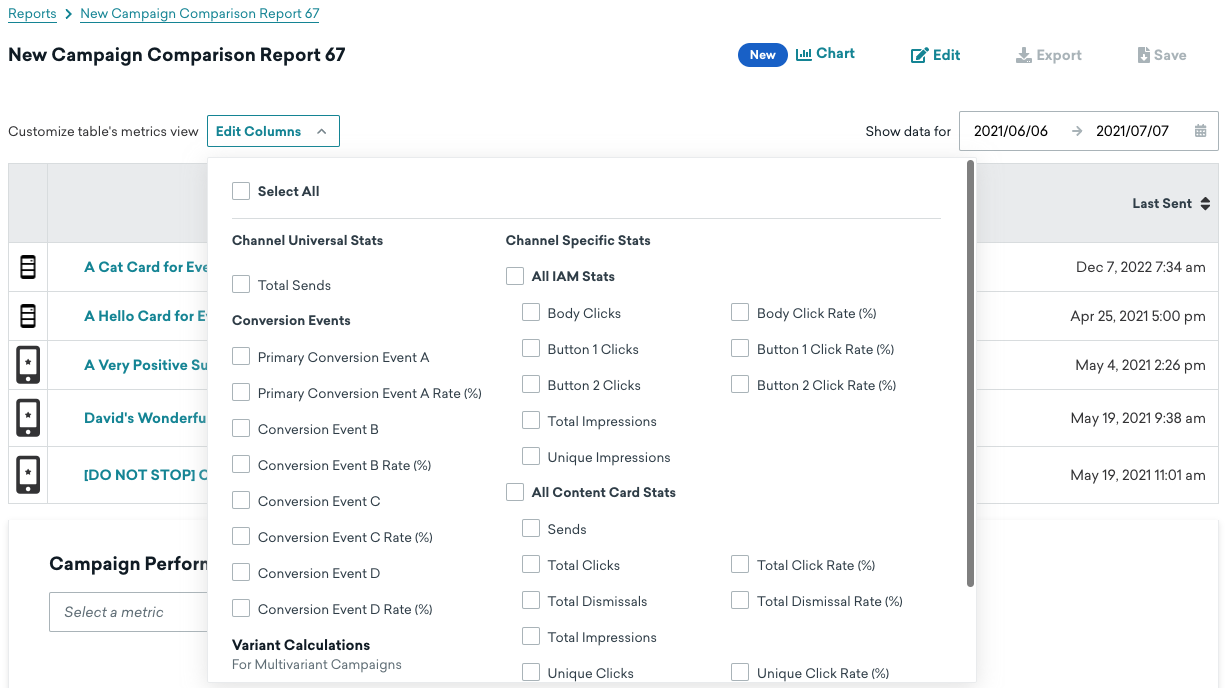 Reports > New Campaign Comparison Report 67
New Campaign Comparison Report 67
New Chart Edit Export Save
Customize table's metrics view Edit Columns
Show data for 2021/06/06 → 2021/07/07
Last Sent
Select All
Channel Universal Stats
Total Sends
Conversion Events
Primary Conversion Event A
Primary Conversion Event A Rate (%)
Conversion Event B
Conversion Event B Rate (%)
Conversion Event C
Conversion Event C Rate (%)
Conversion Event D
Conversion Event D Rate (%)
Variant Calculations
For Multivariant Campaigns
Channel Specific Stats
All IAM Stats
Body Clicks Body Click Rate (%)
Button 1 Clicks Button 1 Click Rate (%)
Button 2 Clicks Button 2 Click Rate (%)
Total Impressions
Unique Impressions
All Content Card Stats
Sends
Total Clicks Total Click Rate (%)
Total Dismissals Total Dismissal Rate (%)
Total Impressions
Unique Clicks Unique Click Rate (%)
A Cat Card for Eve Dec 7, 2022 7:34 am
A Hello Card for Apr 25, 2021 5:00 pm
A Very Positive Su May 4, 2021 2:26 pm
David's Wonderfu May 19, 2021 9:38 am
[DO NOT STOP] May 19, 2021 11:01 am
Campaign Perforn
Select a metric